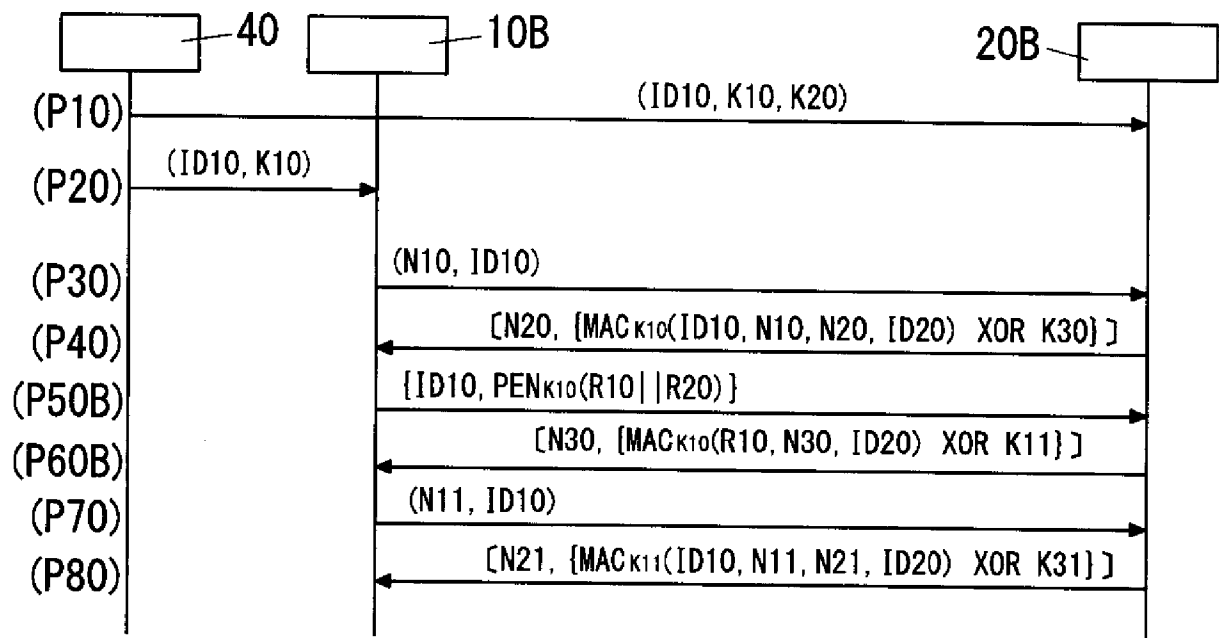 40
10B
20B
(P10) (ID10, K10, K20)
(P20) (ID10, K10)
(P30) (N10, ID10)
(P40) [N20, {MACK10(ID10, N10, N20, ID20) XOR K30}]
(P50B) {ID10, PENK10(R10||R20)}
(P60B) [N30, {MACK10(R10, N30, ID20) XOR K11}]
(P70) (N11, ID10)
(P80) [N21, {MACK11(ID10, N11, N21, ID20) XOR K31}]